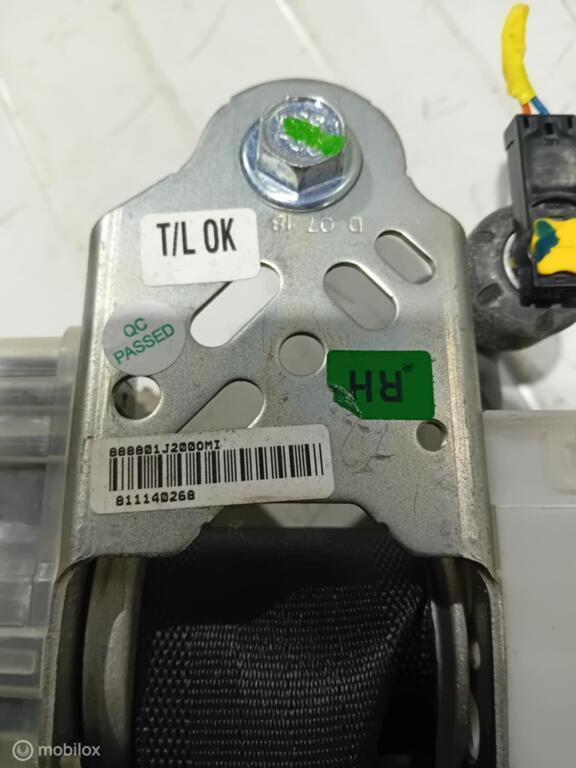 T/L OK
D 07 18
QC
PASSED
RH
888801J2000MI
811140268
mobilox